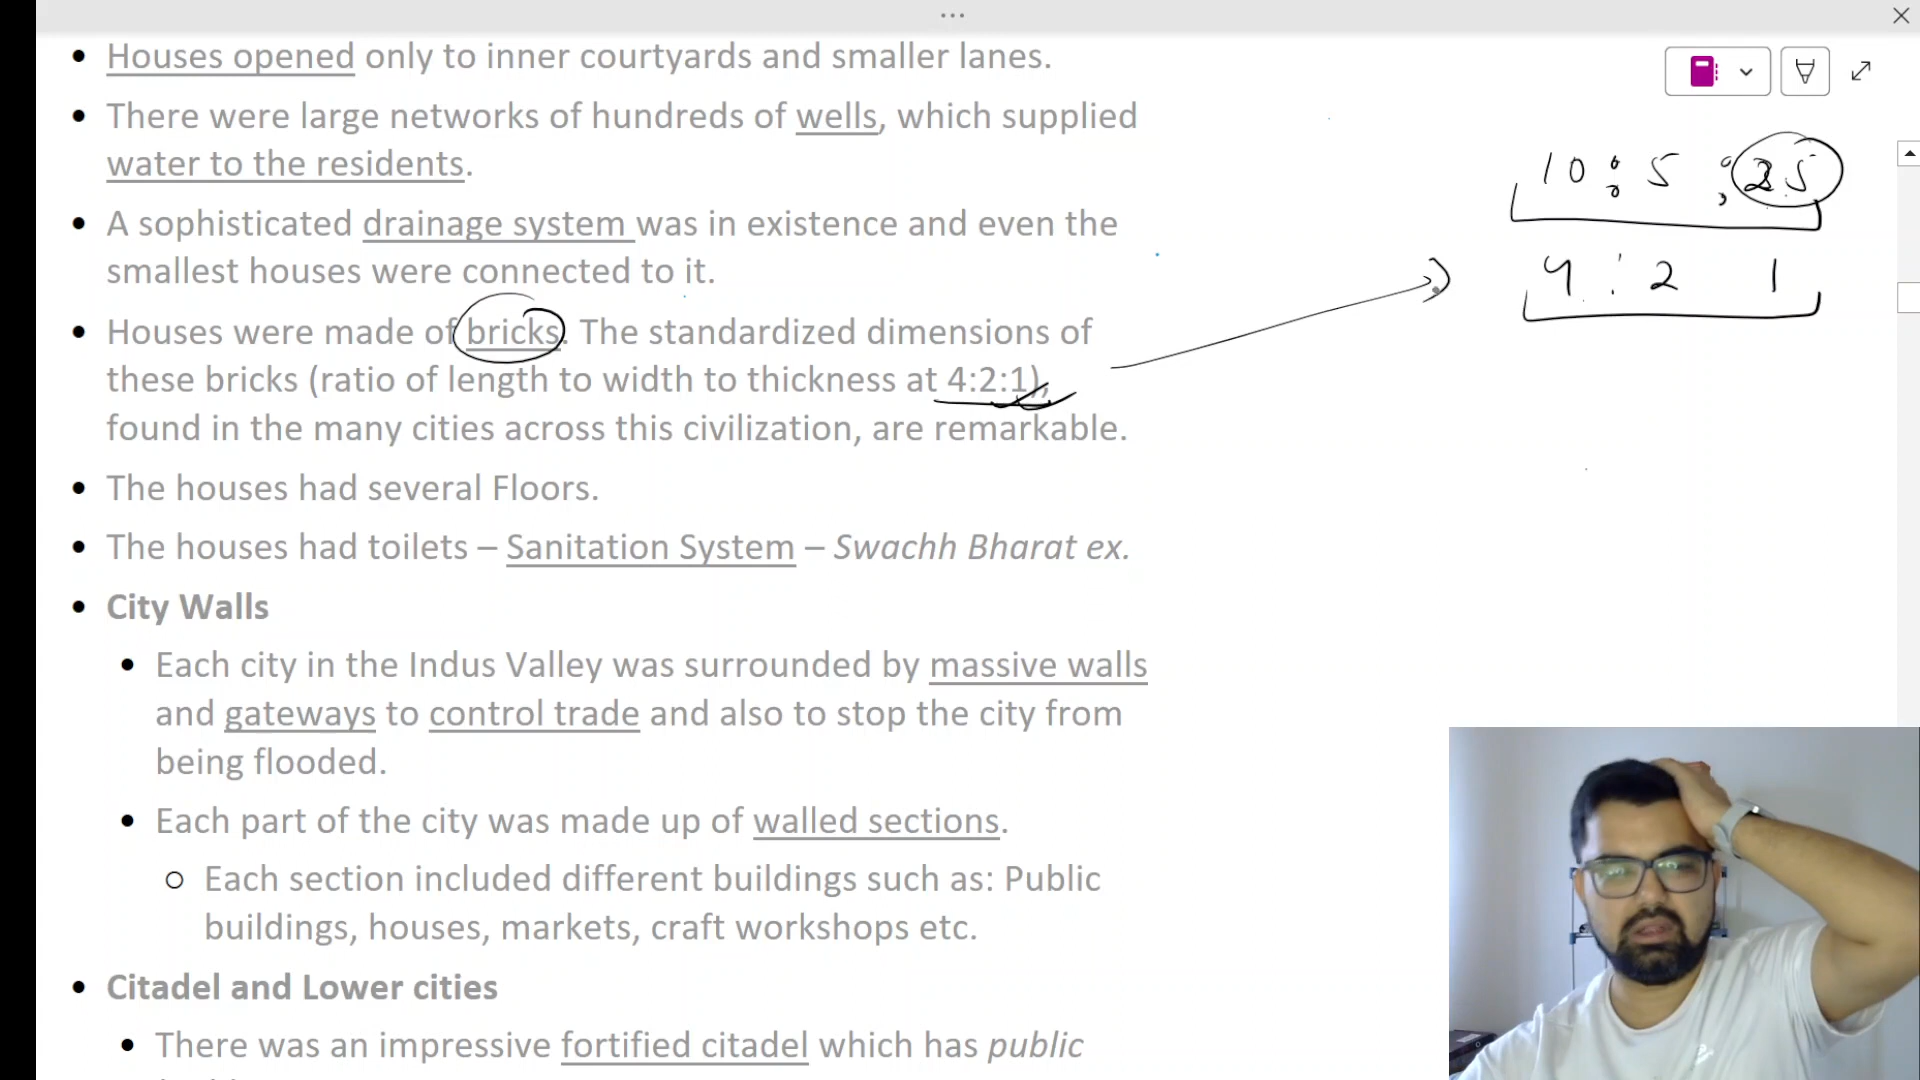 Houses opened only to inner courtyards and smaller lanes.
There were large networks of hundreds of wells, which supplied
water to the residents.
A sophisticated drainage system was in existence and even the
smallest houses were connected to it.
Houses were made of bricks. The standardized dimensions of
these bricks (ratio of length to width to thickness at 4:2:1),
found in the many cities across this civilization, are remarkable.
The houses had several Floors.
The houses had toilets – Sanitation System – Swachh Bharat ex.
City Walls
Each city in the Indus Valley was surrounded by massive walls
and gateways to control trade and also to stop the city from
being flooded.
Each part of the city was made up of walled sections.
Each section included different buildings such as: Public
buildings, houses, markets, craft workshops etc.
Citadel and Lower cities
There was an impressive fortified citadel which has public
10 : 5 : 25
4 : 2 1